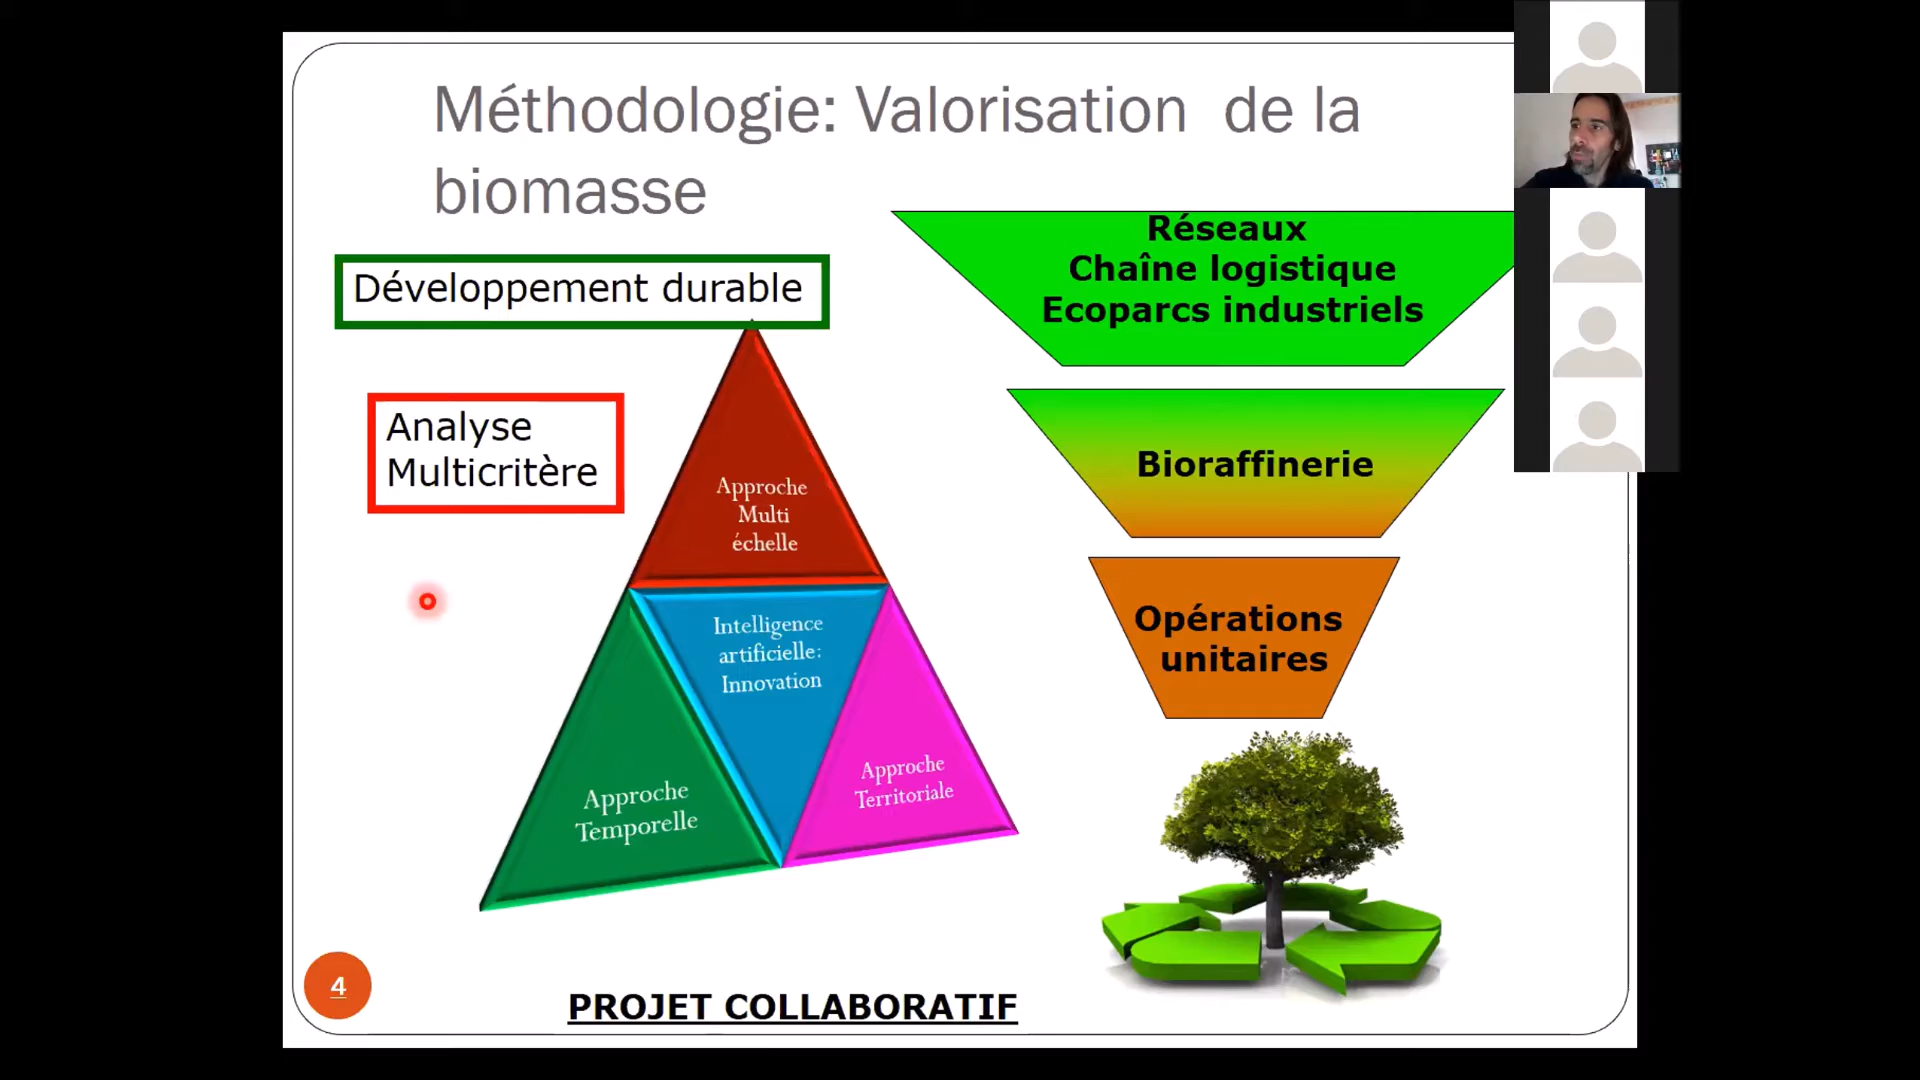 Méthodologie: Valorisation de la
biomasse
Développement durable
Analyse
Multicritère
Approche
Multi
échelle
Intelligence
artificielle:
Innovation
Approche
Temporelle
Approche
Territoriale
Réseaux
Chaîne logistique
Ecoparcs industriels
Bioraffinerie
Opérations
unitaires
4
PROJET COLLABORATIF